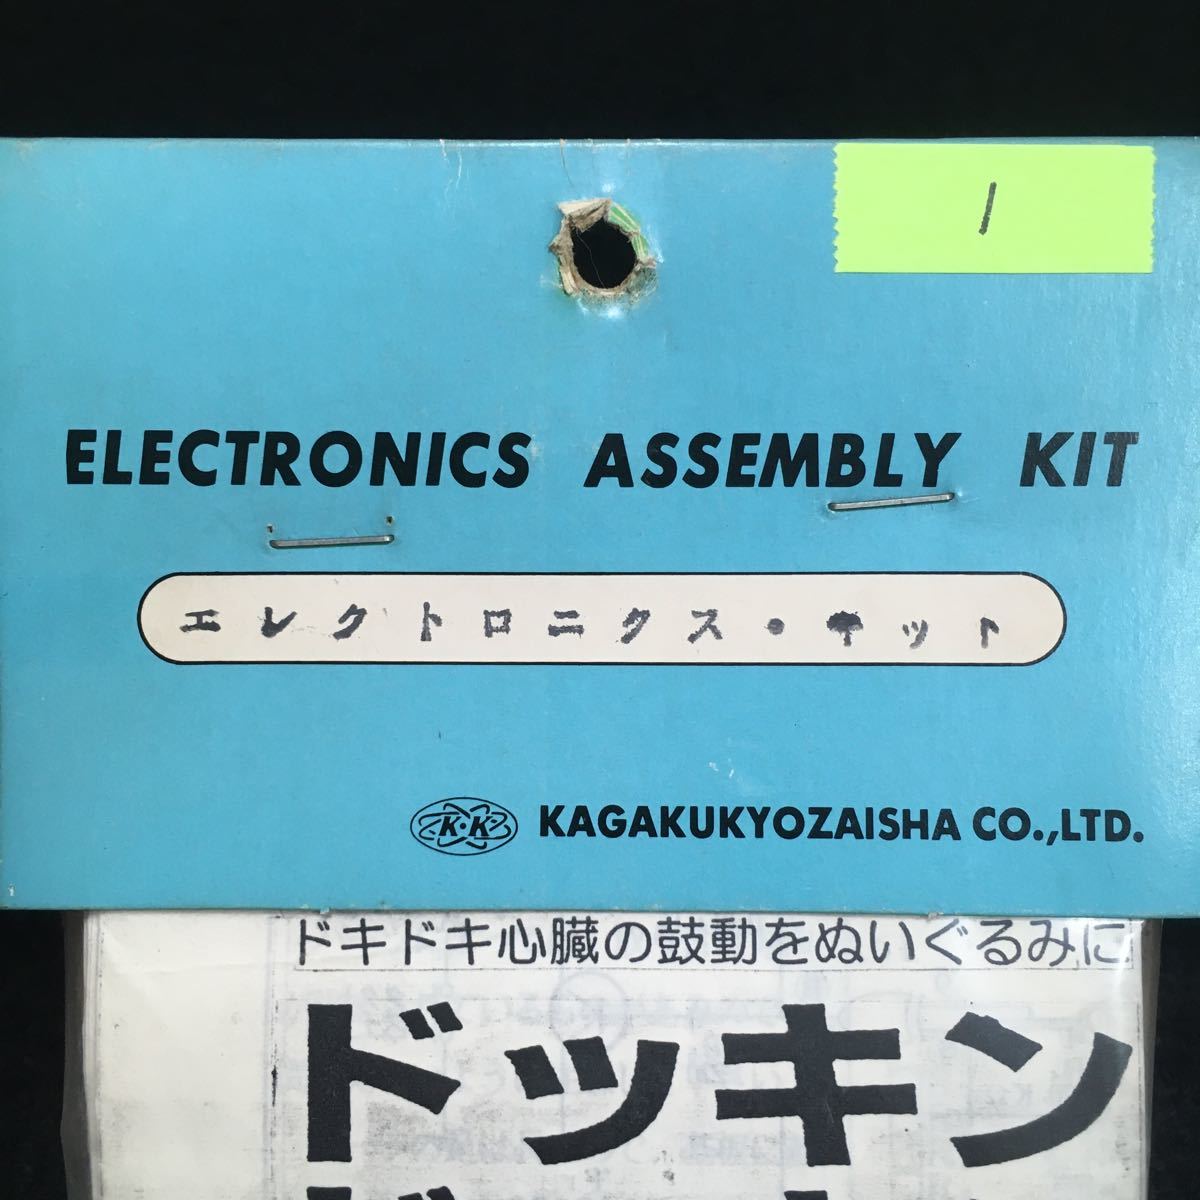 1
ELECTRONICS ASSEMBLY KIT
エレクトロニクス・キット
K・K KAGAKUKYOZAISHA CO.,LTD.
ドキドキ心臓の鼓動をぬいぐるみに
ドッキン